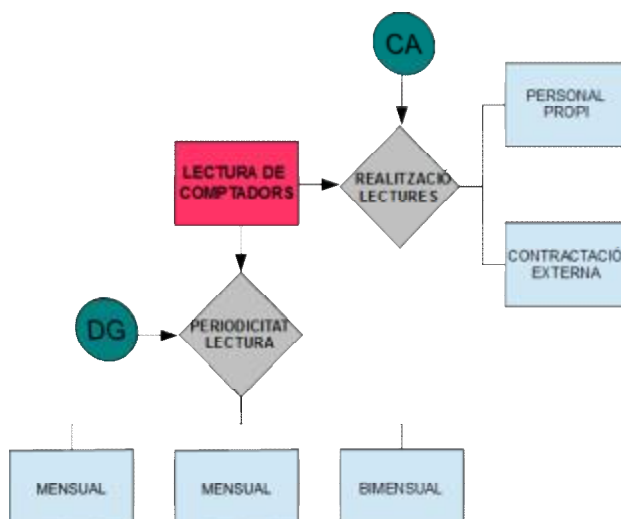 CA
PERSONAL
PROPI
LECTURA DE
COMPTADORS
REALITZACIÓ
LECTURES
CONTRACTACIÓ
EXTERNA
DG
PERIODICITAT
LECTURA
MENSUAL
MENSUAL
BIMENSUAL